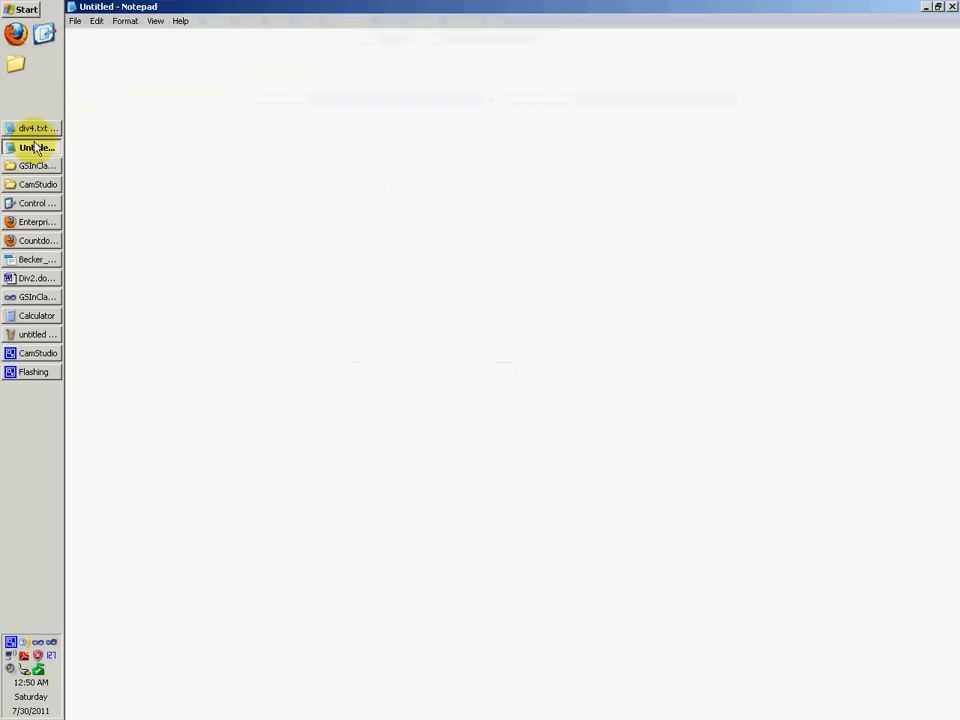 Start
Untitled - Notepad
File Edit Format View Help
div4.txt ...
Untitle...
GSInCla...
CamStudio
Control ...
Enterpri...
Countdo...
Becker_...
Div2.do...
GSInCla...
Calculator
untitled ...
CamStudio
Flashing
127
12:50 AM
Saturday
7/30/2011